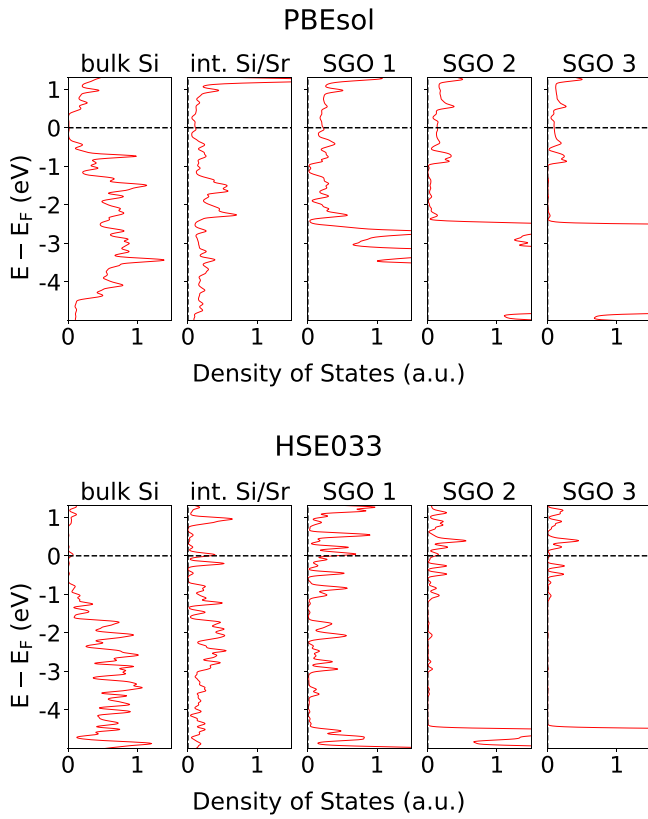 PBEsol
bulk Si int. Si/Sr SGO 1 SGO 2 SGO 3
1
0
-1
-2
-3
-4
E − E_F (eV)
0 1 0 1 0 1 0 1 0 1
Density of States (a.u.)
HSE033
bulk Si int. Si/Sr SGO 1 SGO 2 SGO 3
1
0
-1
-2
-3
-4
E − E_F (eV)
0 1 0 1 0 1 0 1 0 1
Density of States (a.u.)